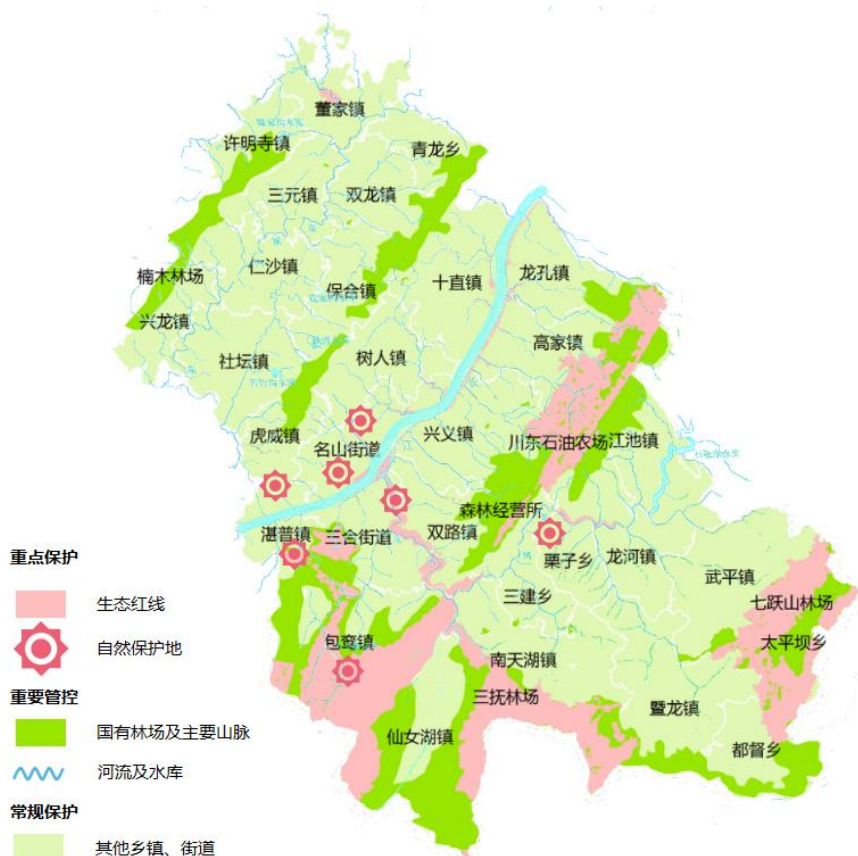 董家镇
许明寺镇
青龙乡
三元镇
双龙镇
楠木林场
仁沙镇
保合镇
十直镇
龙孔镇
兴龙镇
社坛镇
树人镇
高家镇
虎威镇
名山街道
兴义镇
川东石油农场
江池镇
森林经营所
湛普镇
三合街道
双路镇
栗子乡
龙河镇
武平镇
三建乡
七跃山林场
太平坝乡
包鸾镇
南天湖镇
三抚林场
暨龙镇
仙女湖镇
都督乡
重点保护
生态红线
自然保护地
重要管控
国有林场及主要山脉
河流及水库
常规保护
其他乡镇、街道